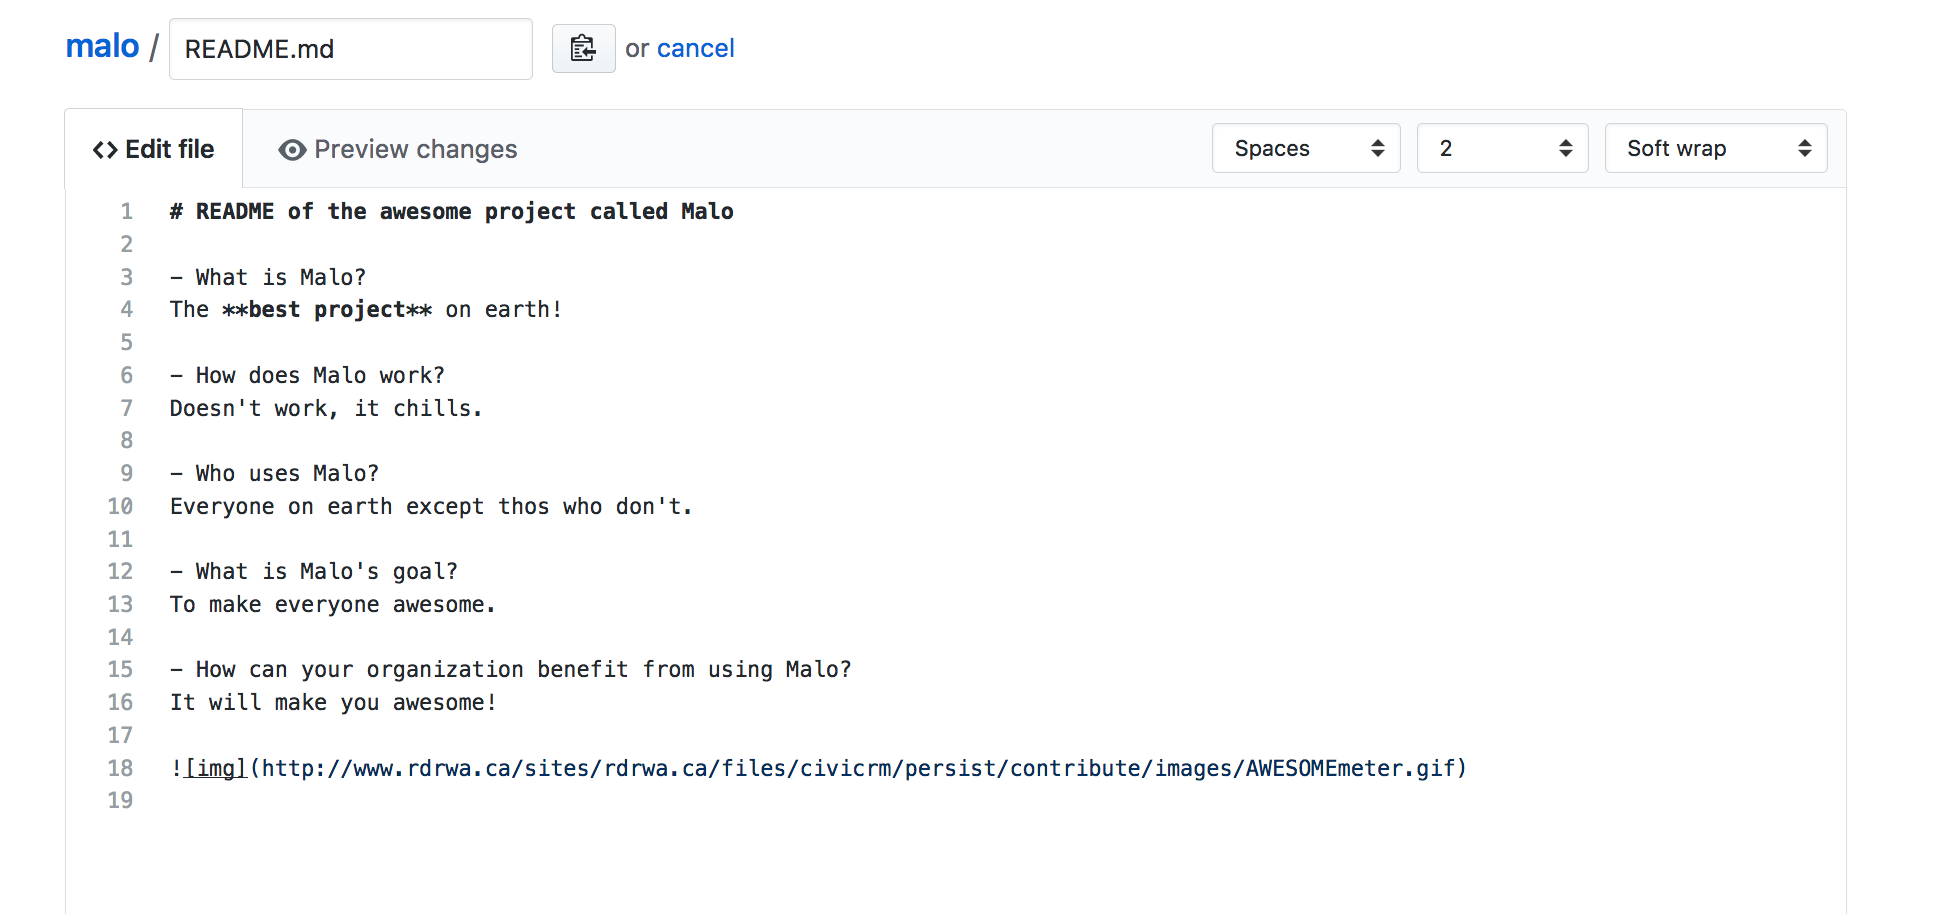 malo / README.md or cancel
Edit file Preview changes Spaces 2 Soft wrap
1 # README of the awesome project called Malo
2
3 - What is Malo?
4 The **best project** on earth!
5
6 - How does Malo work?
7 Doesn't work, it chills.
8
9 - Who uses Malo?
10 Everyone on earth except thos who don't.
11
12 - What is Malo's goal?
13 To make everyone awesome.
14
15 - How can your organization benefit from using Malo?
16 It will make you awesome!
17
18 ![img](http://www.rdrwa.ca/sites/rdrwa.ca/files/civicrm/persist/contribute/images/AWESOMEmeter.gif)
19